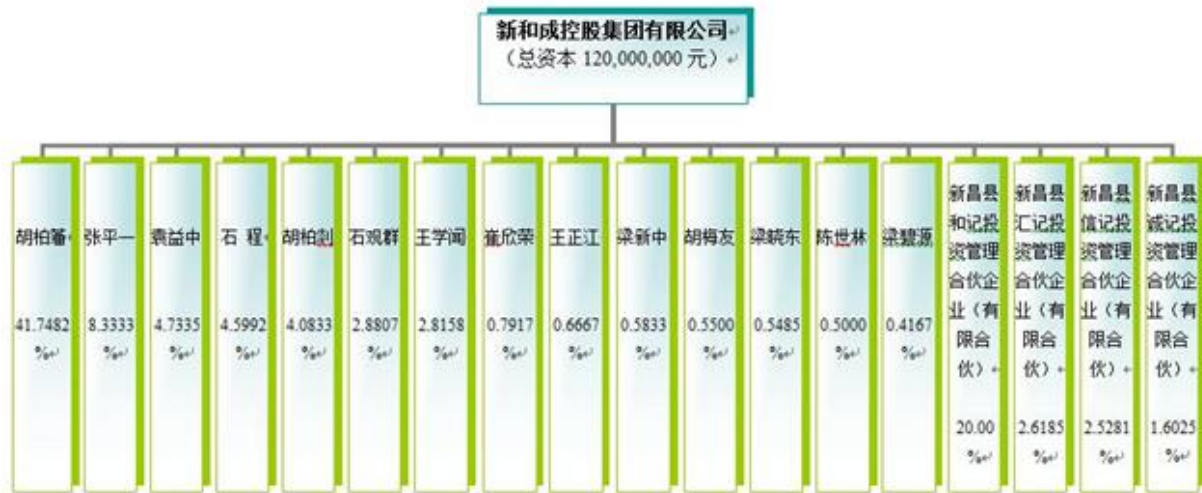 新和成控股集团有限公司
（总资本 120,000,000 元）
胡柏藩
41.7482
%
张平一
8.3333
%
袁益中
4.7335
%
石 程
4.5992
%
胡柏剡
4.0833
%
石观群
2.8807
%
王学闻
2.8158
%
崔欣荣
0.7917
%
王正江
0.6667
%
梁新中
0.5833
%
胡梅友
0.5500
%
梁晓东
0.5485
%
陈世林
0.5000
%
梁碧源
0.4167
%
新昌县
和记投
资管理
合伙企
业（有
限合
伙）
20.00
%
新昌县
汇记投
资管理
合伙企
业（有
限合
伙）
2.6185
%
新昌县
信记投
资管理
合伙企
业（有
限合
伙）
2.5281
%
新昌县
诚记投
资管理
合伙企
业（有
限合
伙）
1.6025
%